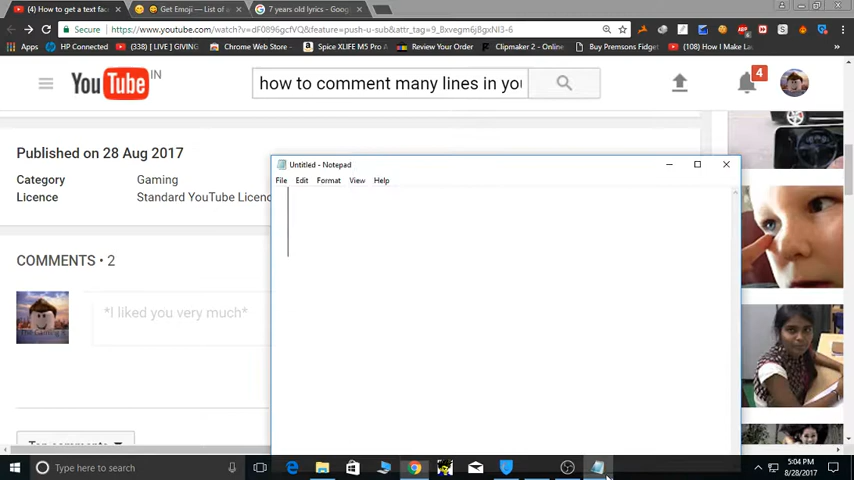 (4) How to get a text fac
Get Emoji — List of
7 years old lyrics - Goog
Secure
https://www.youtube.com/watch?v=dF0896gcVBs&feature=push-u-sub&attr_tag=9_8xvegm6jBgxNI3-6
Apps
HP Connected
(338) [ LIVE ] GIVING
Chrome Web Store -
Spice XLIFE M5 Pro A
Review Your Order
Clipmaker 2 - Online
Buy Premsons Fidget
(108) How I Make La
YouTube IN
how to comment many lines in you
4
Published on 28 Aug 2017
Category Gaming
Licence Standard YouTube Licenc
Untitled - Notepad
File Edit Format View Help
COMMENTS • 2
*I liked you very much*
Top comments
Type here to search
5:04 PM
8/28/2017